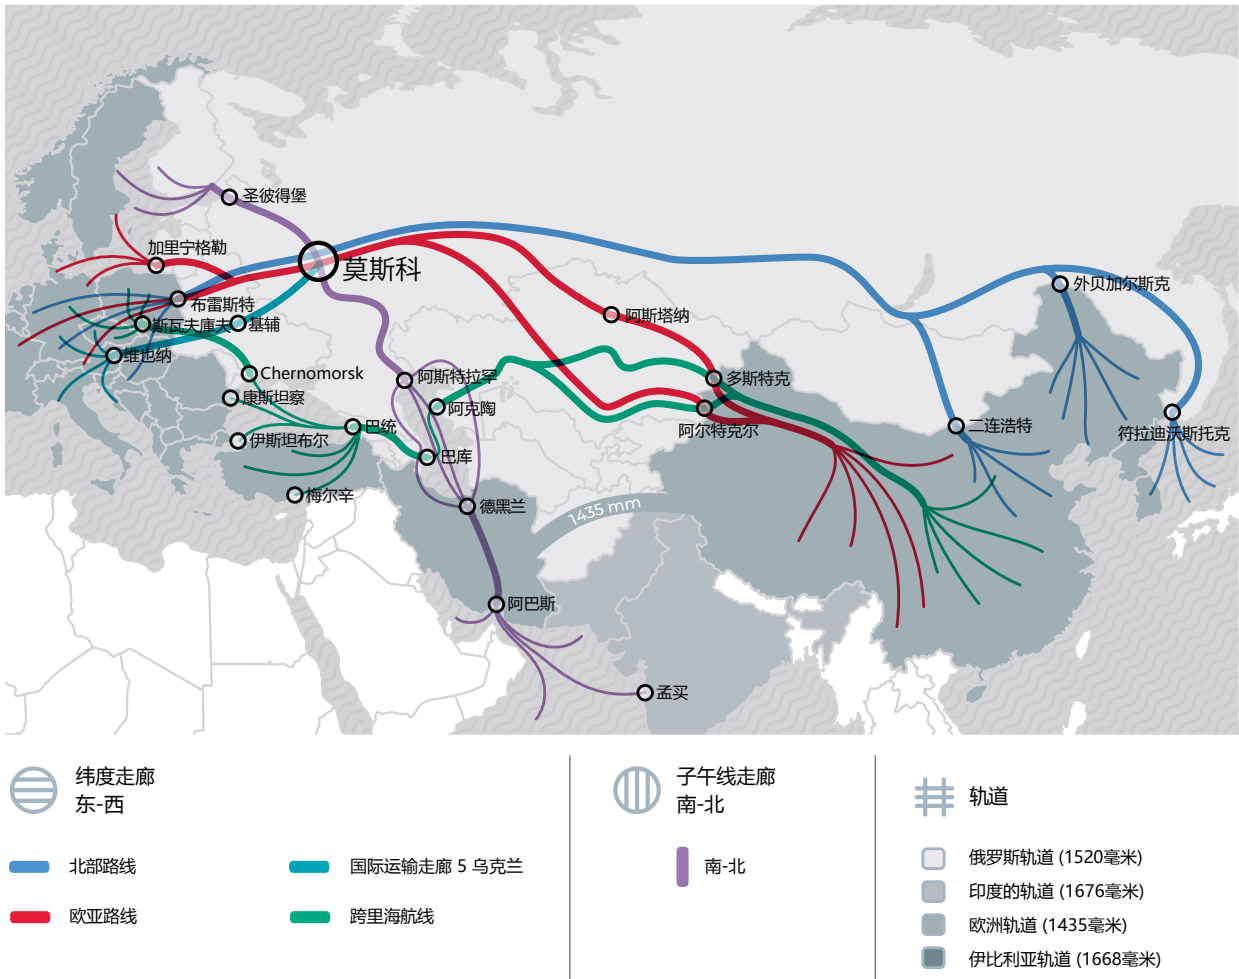 圣彼得堡
加里宁格勒
莫斯科
布雷斯特
外贝加尔斯克
斯瓦夫庫夫
基辅
阿斯塔纳
维也纳
Chernomorsk
阿斯特拉罕
多斯特克
康斯坦察
阿克陶
巴统
阿尔特克尔
二连浩特
符拉迪沃斯托克
伊斯坦布尔
巴库
梅尔辛
德黑兰
1435 mm
阿巴斯
孟买
纬度走廊
东-西
北部路线
国际运输走廊 5 乌克兰
欧亚路线
跨里海航线
子午线走廊
南-北
南-北
轨道
俄罗斯轨道 (1520毫米)
印度的轨道 (1676毫米)
欧洲轨道 (1435毫米)
伊比利亚轨道 (1668毫米)